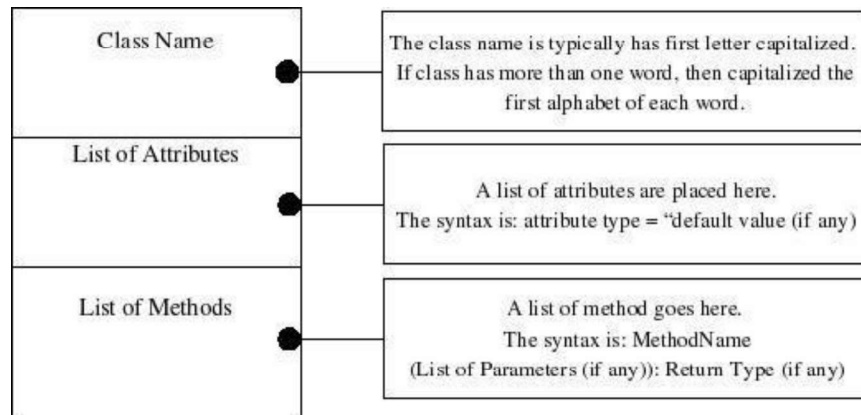 Class Name
The class name is typically has first letter capitalized.
If class has more than one word, then capitalized the
first alphabet of each word.
List of Attributes
A list of attributes are placed here.
The syntax is: attribute type = “default value (if any)
List of Methods
A list of method goes here.
The syntax is: MethodName
(List of Parameters (if any)): Return Type (if any)